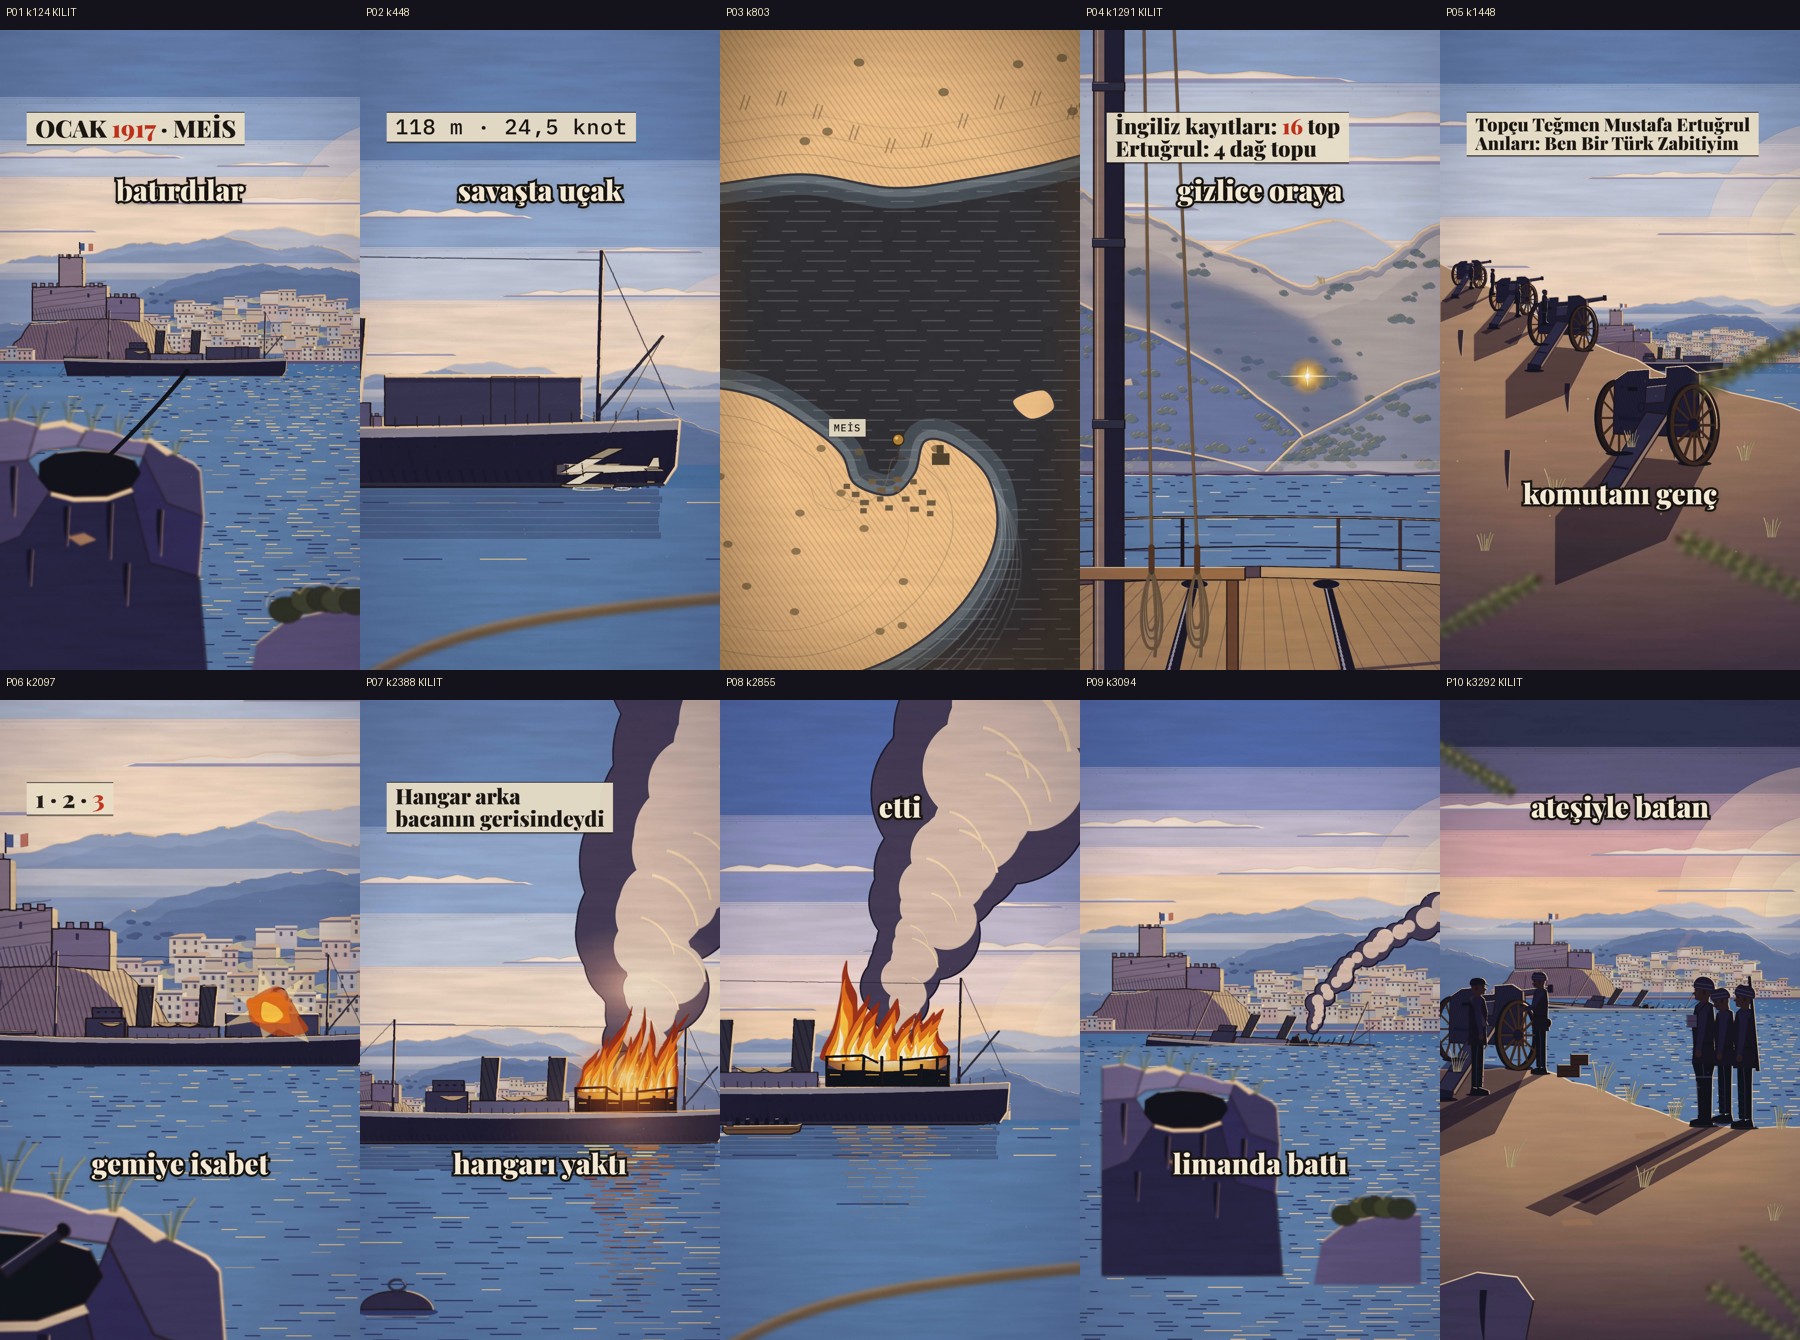 P01 k124 KILIT
OCAK 1917 · MEİS
batırdılar
P02 k448
118 m · 24,5 knot
savaşta uçak
P03 k803
MEİS
P04 k1291 KILIT
İngiliz kayıtları: 16 top
Ertuğrul: 4 dağ topu
gizlice oraya
P05 k1448
Topçu Teğmen Mustafa Ertuğrul
Anıları: Ben Bir Türk Zabitiyim
komutanı genç
P06 k2097
1 · 2 · 3
gemiye isabet
P07 k2388 KILIT
Hangar arka
bacanın gerisindeydi
hangarı yaktı
P08 k2855
etti
P09 k3094
limanda battı
P10 k3292 KILIT
ateşiyle batan